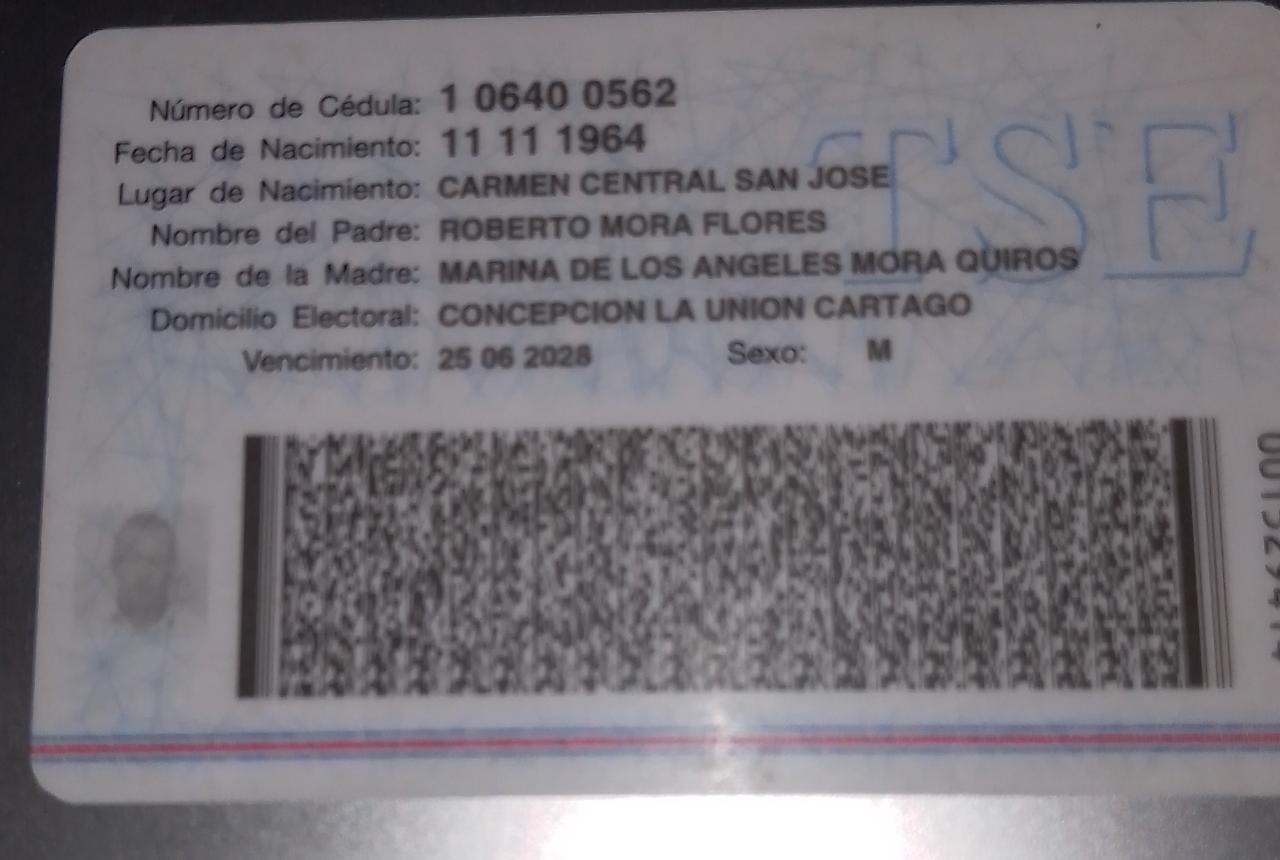 Número de Cédula: 1 0640 0562
Fecha de Nacimiento: 11 11 1964
Lugar de Nacimiento: CARMEN CENTRAL SAN JOSE
Nombre del Padre: ROBERTO MORA FLORES
Nombre de la Madre: MARINA DE LOS ANGELES MORA QUIROS
Domicilio Electoral: CONCEPCION LA UNION CARTAGO
Vencimiento: 25 06 2028 Sexo: M
TSE